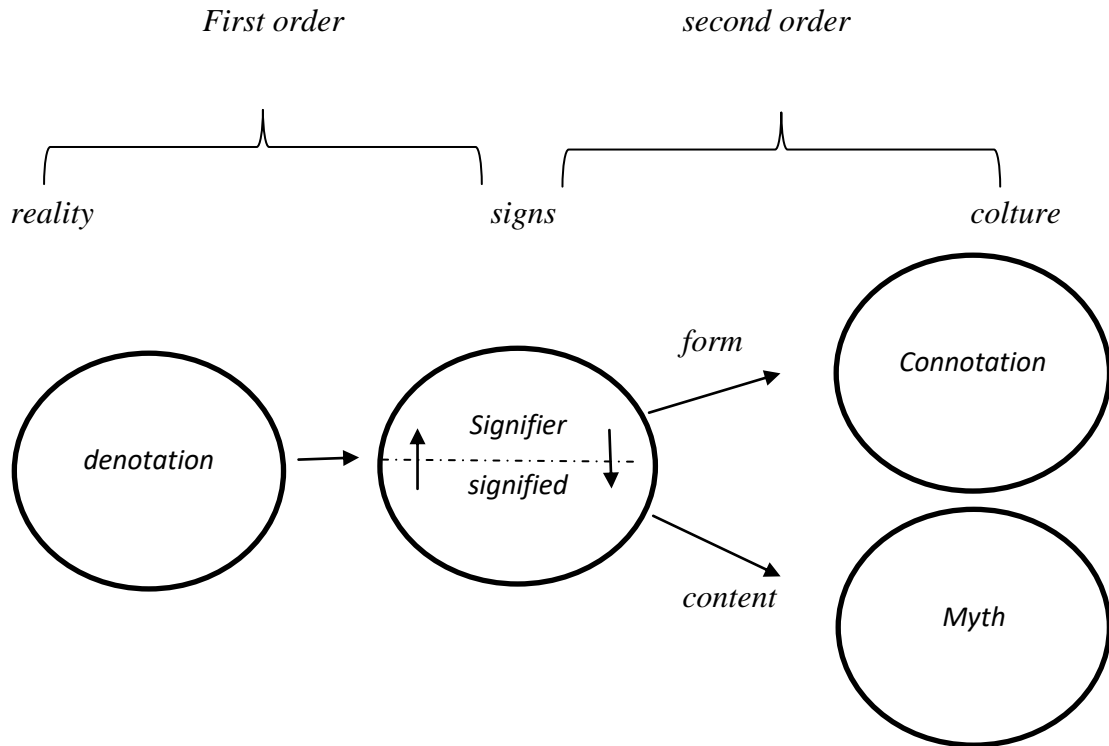 First order
second order
reality
signs
colture
form
Connotation
Signifier
denotation
signified
content
Myth